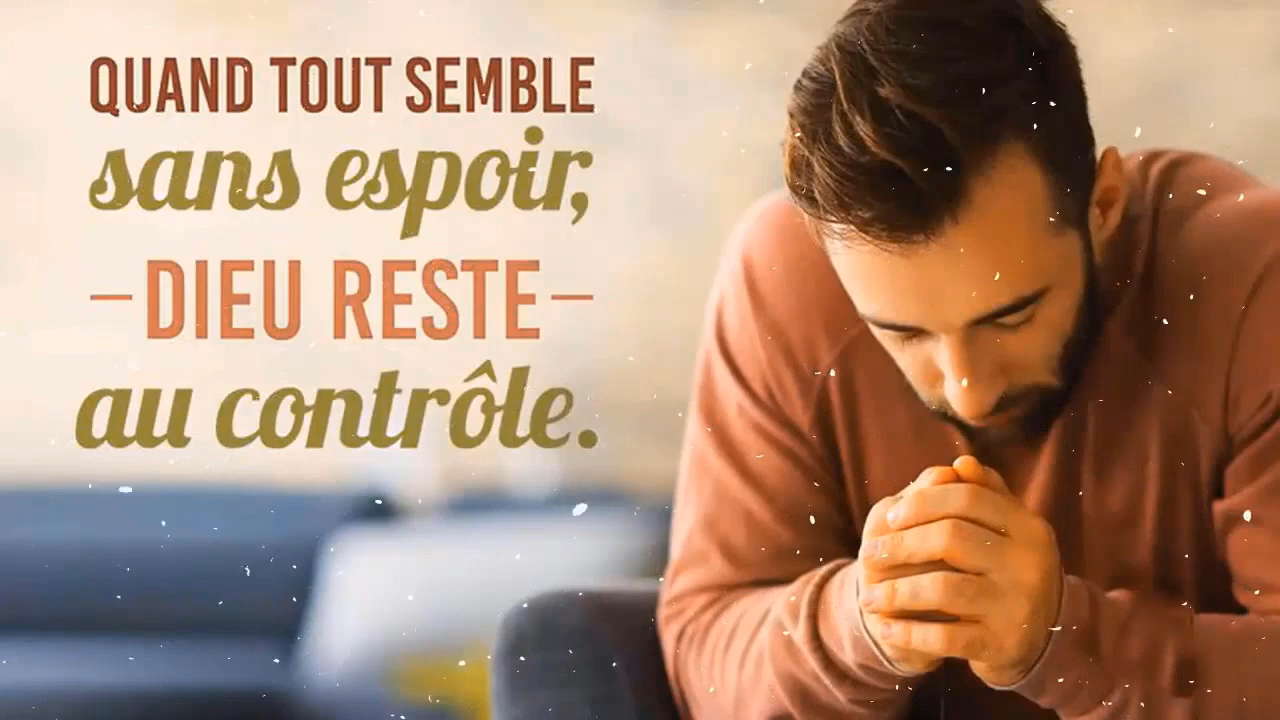 QUAND TOUT SEMBLE
sans espoir,
DIEU RESTE
au contrôle.